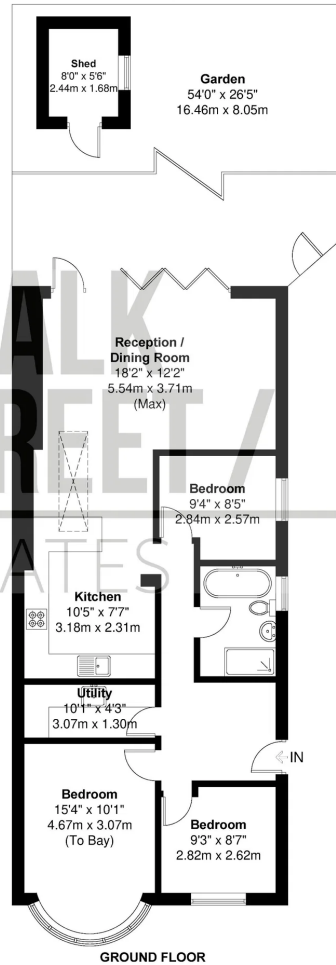 Shed
8'0" x 5'6"
2.44m x 1.68m
Garden
54'0" x 26'5"
16.46m x 8.05m
ALK
REET /
ATES
Reception /
Dining Room
18'2" x 12'2"
5.54m x 3.71m
(Max)
Bedroom
9'4" x 8'5"
2.84m x 2.57m
Kitchen
10'5" x 7'7"
3.18m x 2.31m
Utility
10'1" x 4'3"
3.07m x 1.30m
IN
Bedroom
15'4" x 10'1"
4.67m x 3.07m
(To Bay)
Bedroom
9'3" x 8'7"
2.82m x 2.62m
GROUND FLOOR